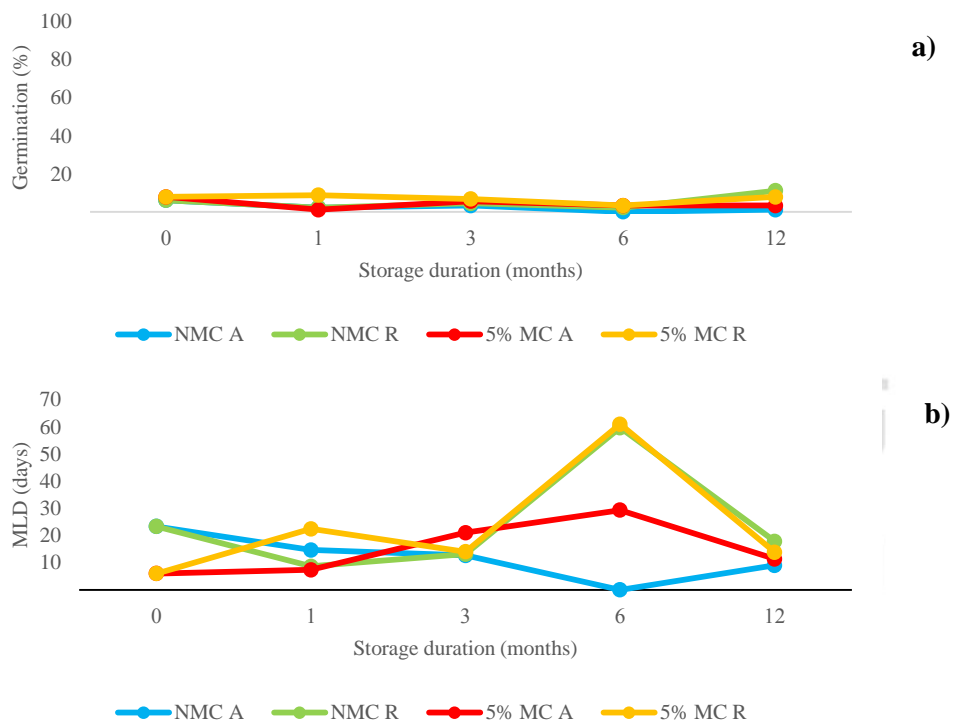 100
a)
80
60
40
20
Germination (%)
0 1 3 6 12
Storage duration (months)
NMC A NMC R 5% MC A 5% MC R
70
b)
60
50
40
30
20
10
MLD (days)
0 1 3 6 12
Storage duration (months)
NMC A NMC R 5% MC A 5% MC R